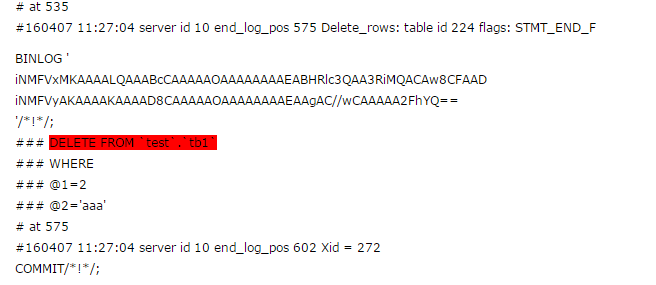 # at 535
#160407 11:27:04 server id 10 end_log_pos 575 Delete_rows: table id 224 flags: STMT_END_F
BINLOG '
iNMFVxMKAAAALQAAABcCAAAAAOAAAAAAAAEABHRlc3QAA3RiMQACAw8CFAAD
iNMFVyAKAAAAKAAAAD8CAAAAAOAAAAAAAAEAAgAC//wCAAAAA2FhYQ==
'/*!*/;
### DELETE FROM `test`.`tb1`
### WHERE
### @1=2
### @2='aaa'
# at 575
#160407 11:27:04 server id 10 end_log_pos 602 Xid = 272
COMMIT/*!*/;